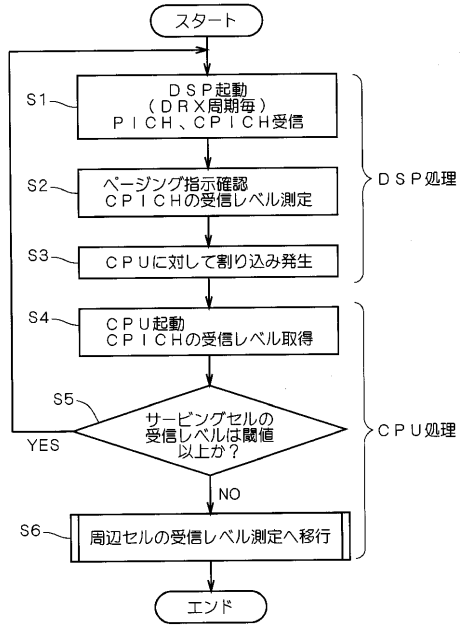 スタート
S1
DSP起動
(DRX周期毎)
PICH、CPICH受信
S2
ページング指示確認
CPICHの受信レベル測定
DSP処理
S3
CPUに対して割り込み発生
S4
CPU起動
CPICHの受信レベル取得
S5
サービングセルの
受信レベルは閾値
以上か?
YES
CPU処理
NO
S6
周辺セルの受信レベル測定へ移行
エンド